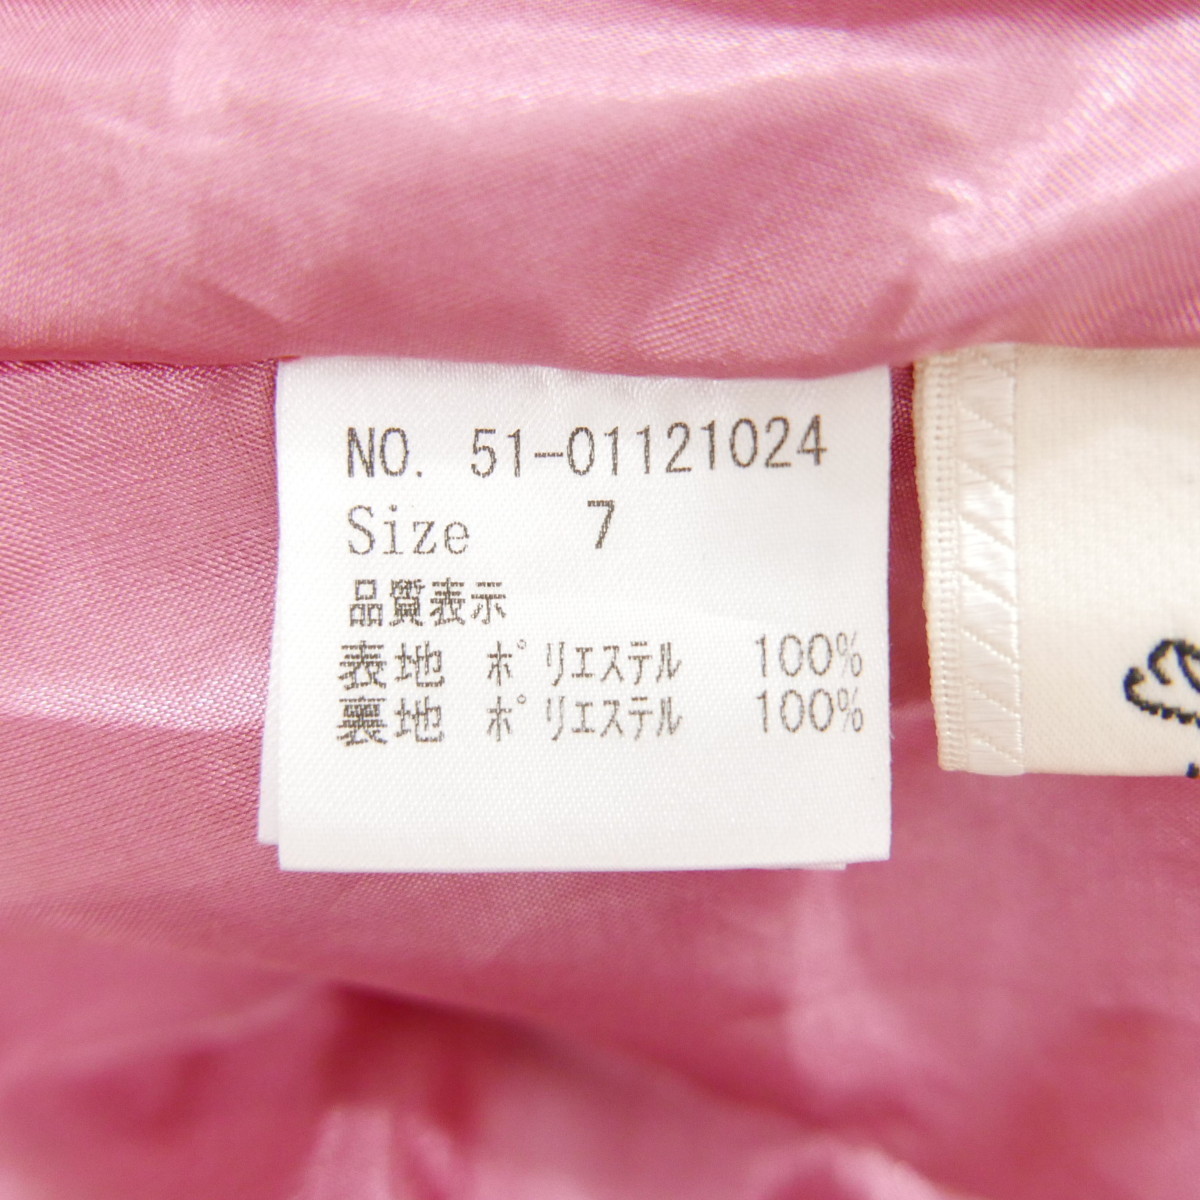 NO. 51-01121024
Size 7
品質表示
表地 ポリエステル 100%
裏地 ポリエステル 100%